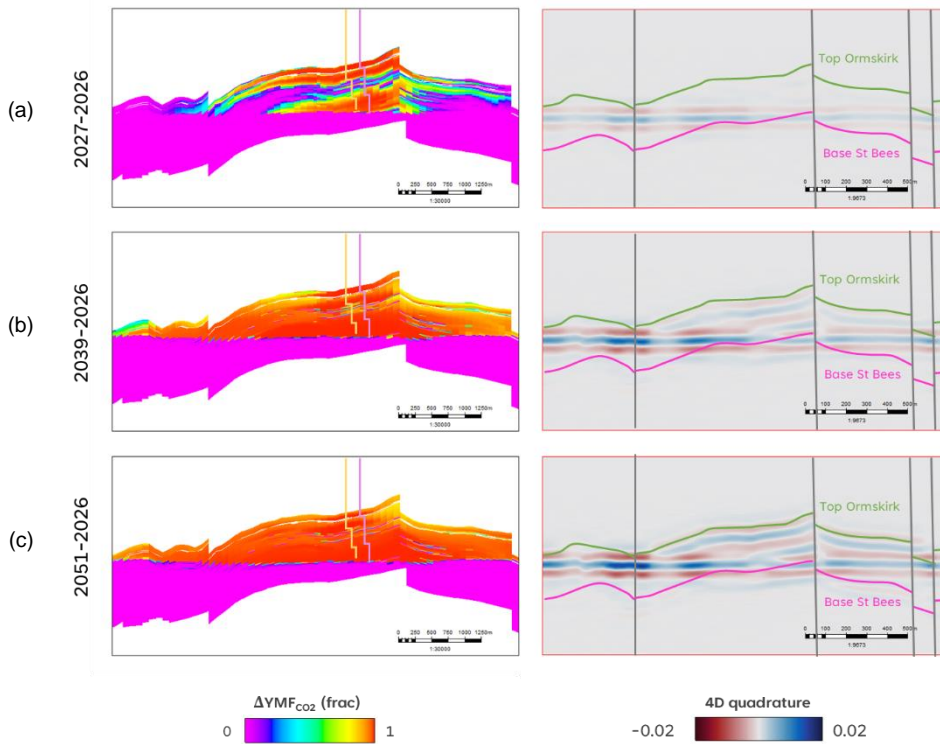 (a)
2027-2026
0 250 500 750 1000 1250m
1:30000
Top Ormskirk
Base St Bees
0 100 200 300 400 500m
1:9673
(b)
2039-2026
0 250 500 750 1000 1250m
1:30000
Top Ormskirk
Base St Bees
0 100 200 300 400 500m
1:9673
(c)
2051-2026
0 250 500 750 1000 1250m
1:30000
Top Ormskirk
Base St Bees
0 100 200 300 400 500m
1:9673
ΔYMF_CO2 (frac)
0 1
4D quadrature
-0.02 0.02